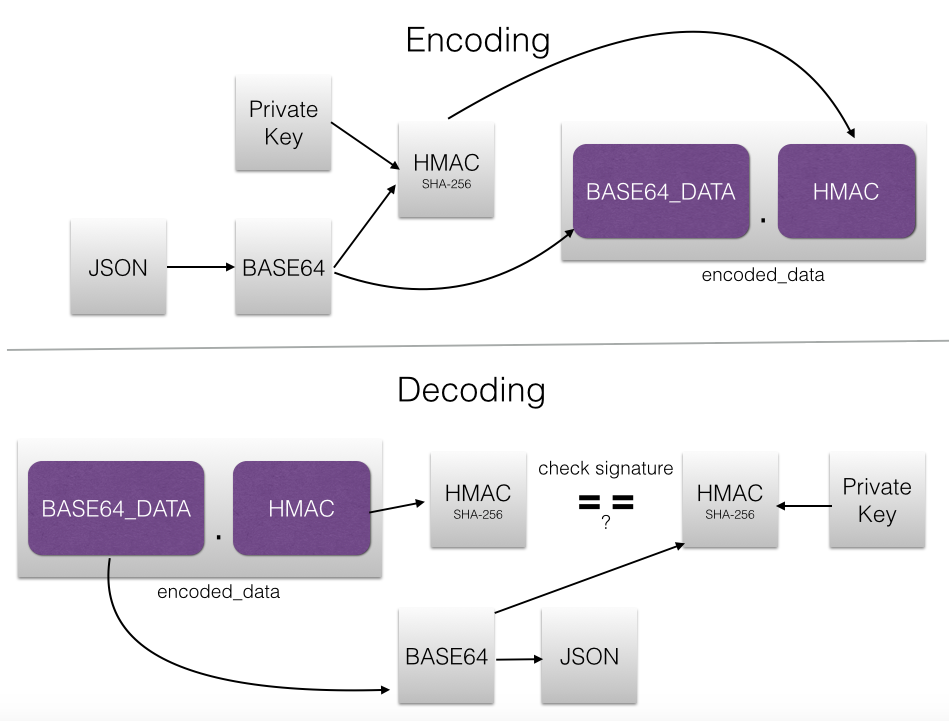 Encoding
Private
Key
HMAC
SHA-256
BASE64_DATA
.
HMAC
JSON
BASE64
encoded_data
Decoding
BASE64_DATA
.
HMAC
encoded_data
HMAC
SHA-256
check signature
==
?
HMAC
SHA-256
Private
Key
BASE64
JSON